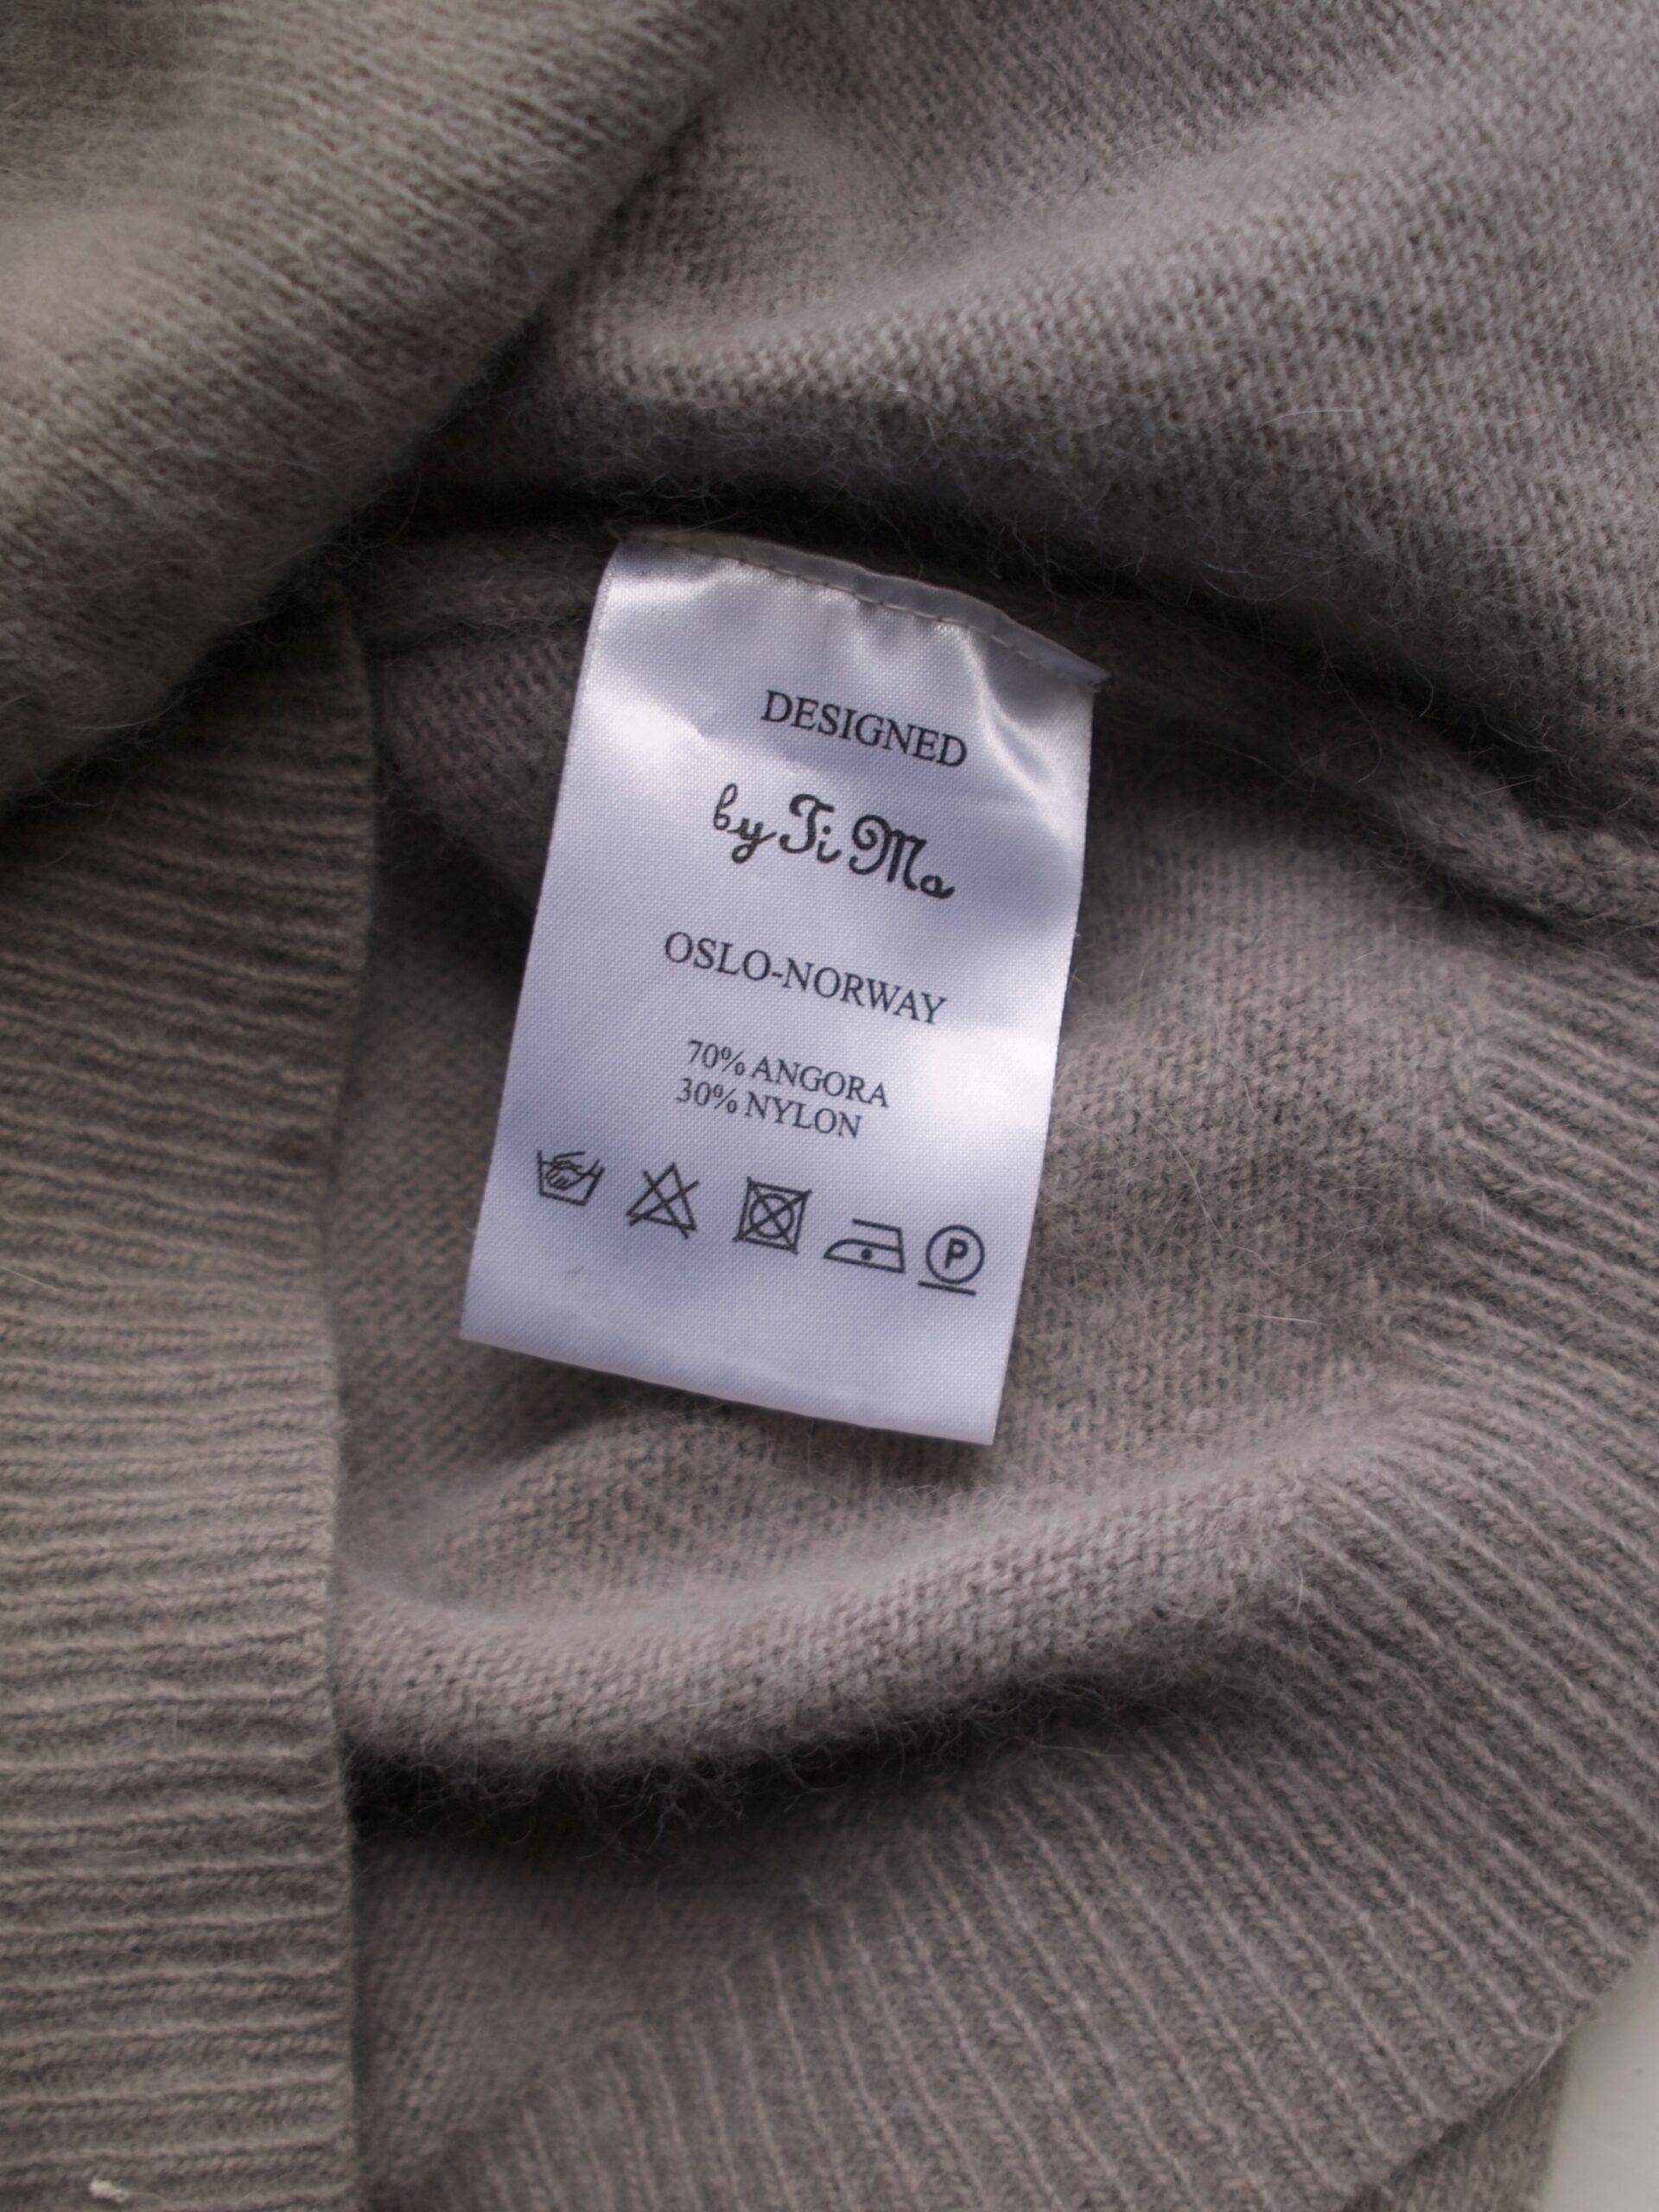 DESIGNED
by Ti Mo
OSLO-NORWAY
70% ANGORA
30% NYLON
P